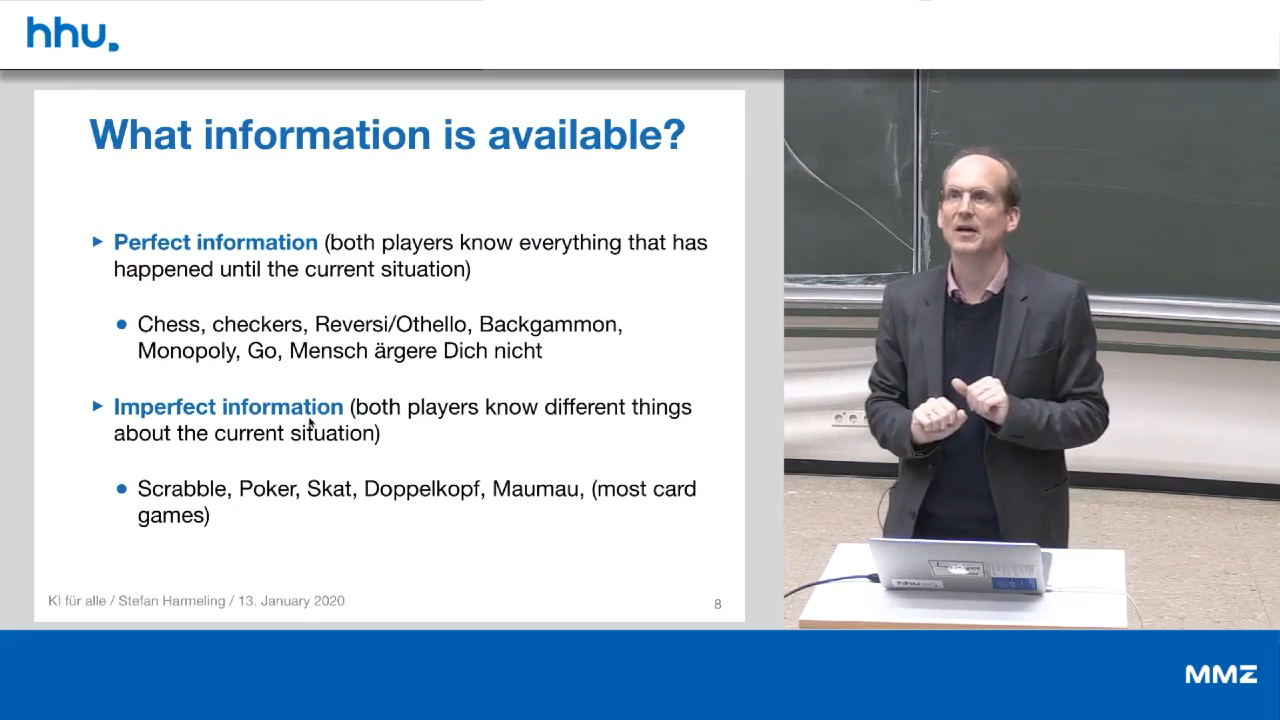 hhu.
What information is available?
Perfect information (both players know everything that has
happened until the current situation)
Chess, checkers, Reversi/Othello, Backgammon,
Monopoly, Go, Mensch ärgere Dich nicht
Imperfect information (both players know different things
about the current situation)
Scrabble, Poker, Skat, Doppelkopf, Maumau, (most card
games)
KI für alle / Stefan Harmeling / 13. January 2020
8
hhu
MMZ